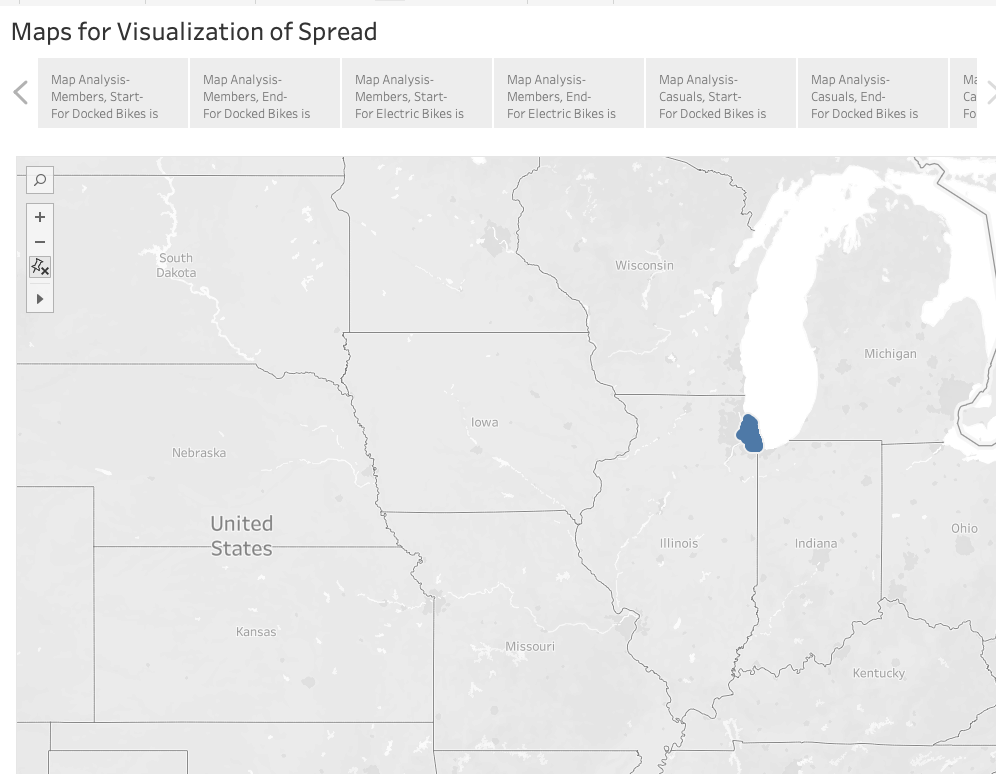 Maps for Visualization of Spread
Map Analysis-
Members, Start-
For Docked Bikes is
Map Analysis-
Members, End-
For Docked Bikes is
Map Analysis-
Members, Start-
For Electric Bikes is
Map Analysis-
Members, End-
For Electric Bikes is
Map Analysis-
Casuals, Start-
For Docked Bikes is
Map Analysis-
Casuals, End-
For Docked Bikes is
Ma
Ca
Fo
South
Dakota
Wisconsin
Michigan
Iowa
Nebraska
United
States
Illinois
Indiana
Ohio
Kansas
Missouri
Kentucky